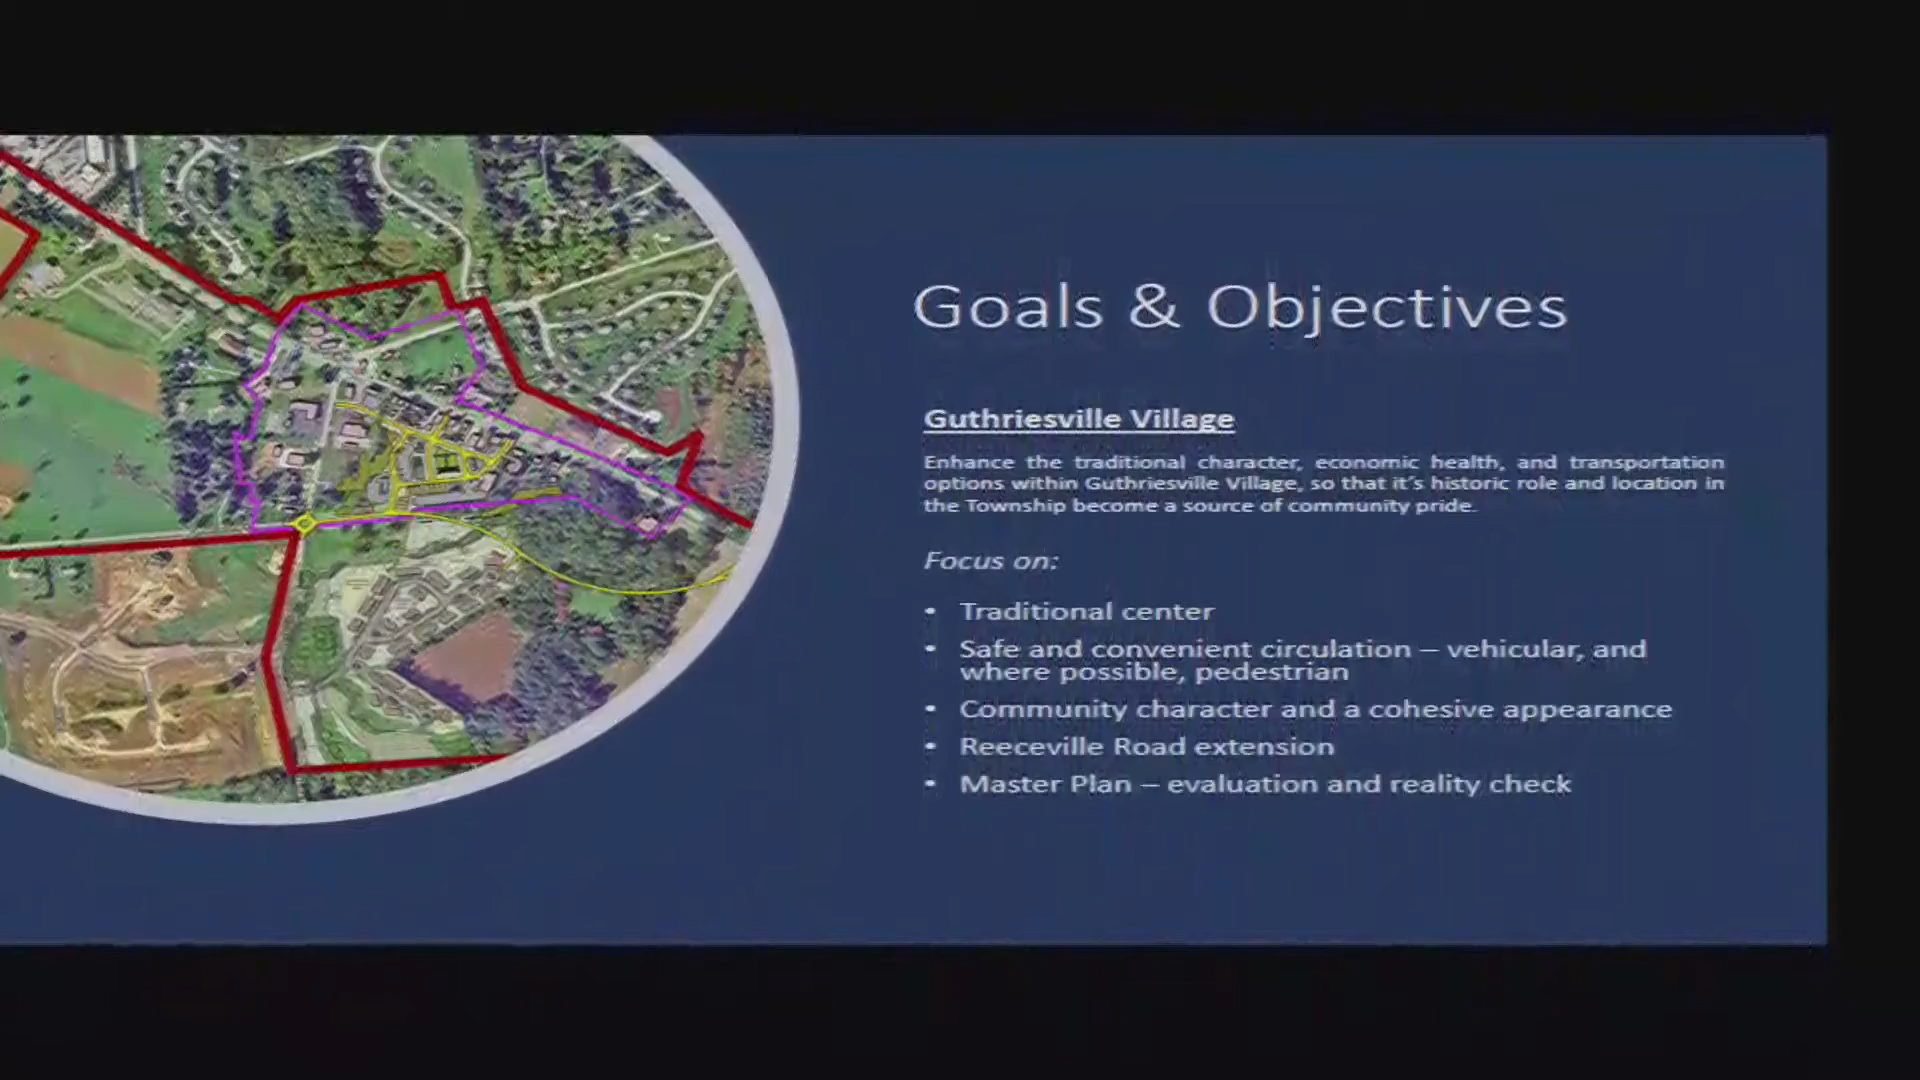 Goals & Objectives
Guthriesville Village
Enhance the traditional character, economic health, and transportation
options within Guthriesville Village, so that it's historic role and location in
the Township become a source of community pride.
Focus on:
• Traditional center
• Safe and convenient circulation – vehicular, and
where possible, pedestrian
• Community character and a cohesive appearance
• Reeceville Road extension
• Master Plan – evaluation and reality check